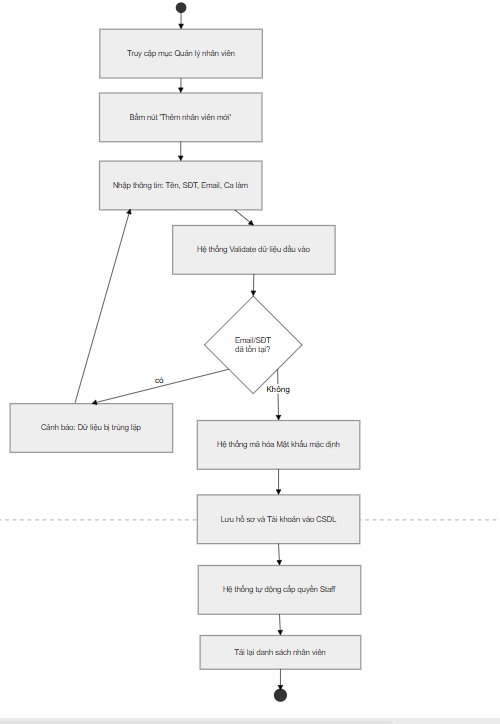 Truy cập mục Quản lý nhân viên
Bấm nút 'Thêm nhân viên mới'
Nhập thông tin: Tên, SĐT, Email, Ca làm
Hệ thống Validate dữ liệu đầu vào
Email/SĐT
đã tồn tại?
có
Không
Cảnh báo: Dữ liệu bị trùng lặp
Hệ thống mã hóa Mật khẩu mặc định
Lưu hồ sơ và Tài khoản vào CSDL
Hệ thống tự động cấp quyền Staff
Tải lại danh sách nhân viên